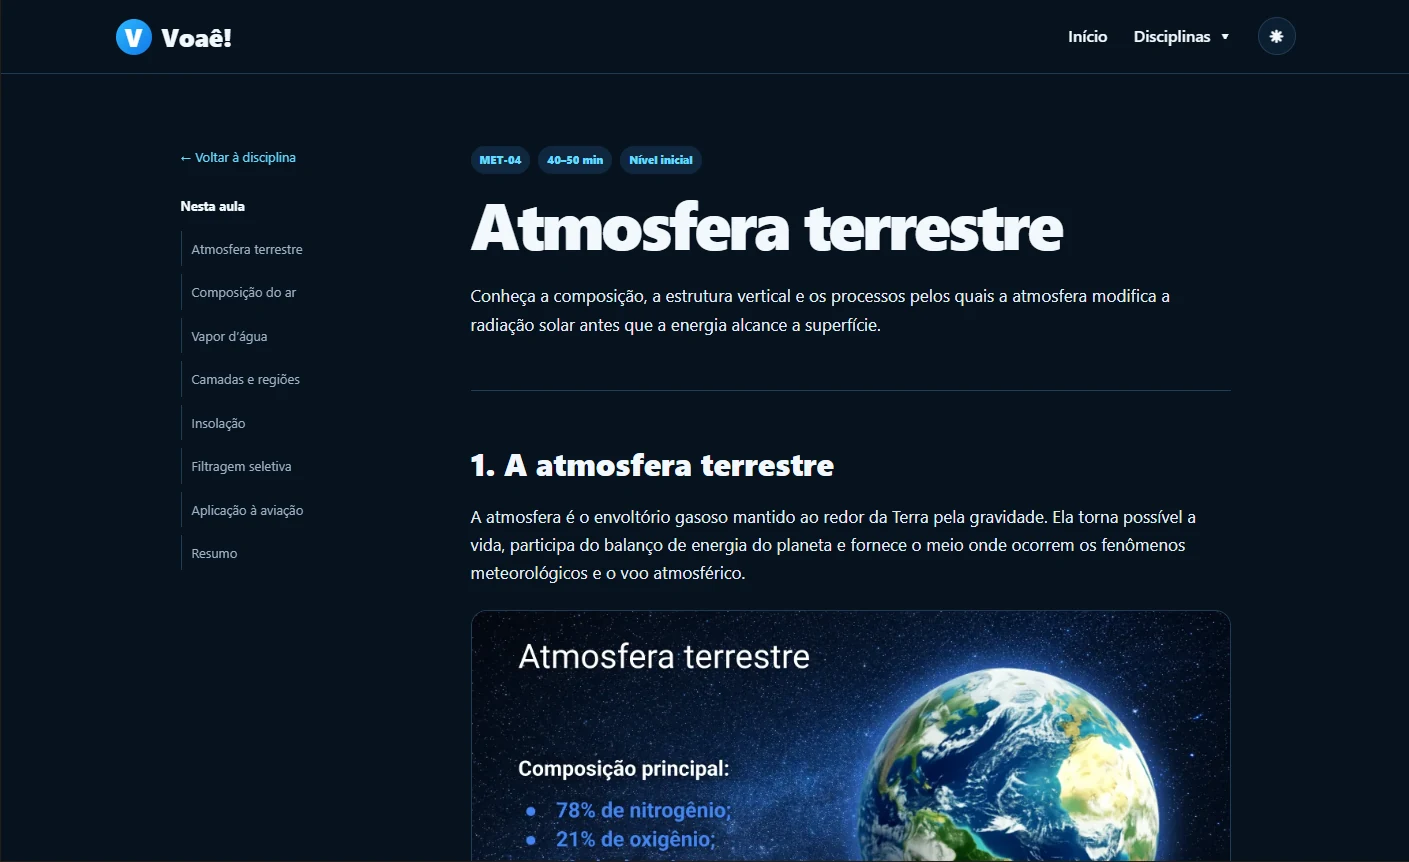 V Voaê!
Início Disciplinas
← Voltar à disciplina
Nesta aula
Atmosfera terrestre
Composição do ar
Vapor d'água
Camadas e regiões
Insolação
Filtragem seletiva
Aplicação à aviação
Resumo
MET-04 40–50 min Nível inicial
Atmosfera terrestre
Conheça a composição, a estrutura vertical e os processos pelos quais a atmosfera modifica a
radiação solar antes que a energia alcance a superfície.
1. A atmosfera terrestre
A atmosfera é o envoltório gasoso mantido ao redor da Terra pela gravidade. Ela torna possível a
vida, participa do balanço de energia do planeta e fornece o meio onde ocorrem os fenômenos
meteorológicos e o voo atmosférico.
Atmosfera terrestre
Composição principal:
● 78% de nitrogênio;
● 21% de oxigênio;